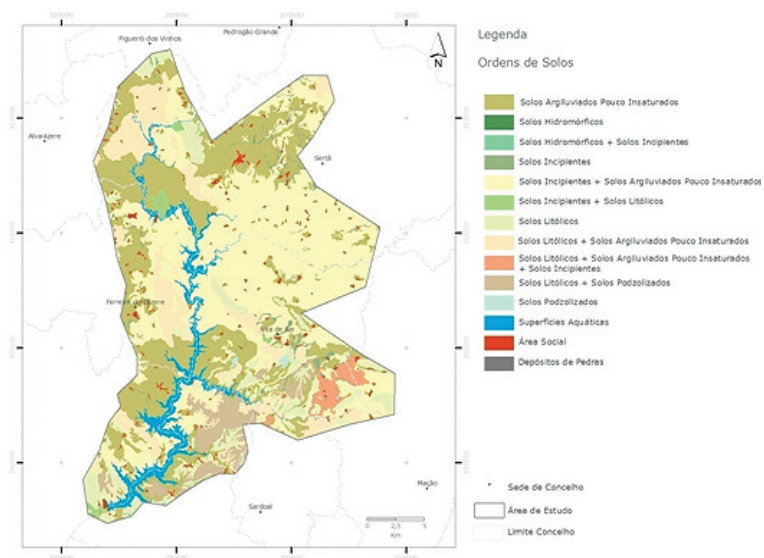 Pedrogão Grande
Figueiró dos Vinhos
N
Legenda
Ordens de Solos
Solos Argiluviados Pouco Insaturados
Solos Hidromórficos
Solos Hidromórficos + Solos Incipientes
Solos Incipientes
Solos Incipientes + Solos Argiluviados Pouco Insaturados
Solos Incipientes + Solos Litólicos
Solos Litólicos
Solos Litólicos + Solos Argiluviados Pouco Insaturados
Solos Litólicos + Solos Argiluviados Pouco Insaturados
+ Solos Incipientes
Solos Litólicos + Solos Podzolizados
Solos Podzolizados
Superfícies Aquáticas
Área Social
Depósitos de Pedras
Alvaiázere
Sertã
Ferreira do Zêzere
Vila de Rei
Mação
Sardoal
0 2,5 5
Km
Sede de Concelho
Área de Estudo
Limite Concelho